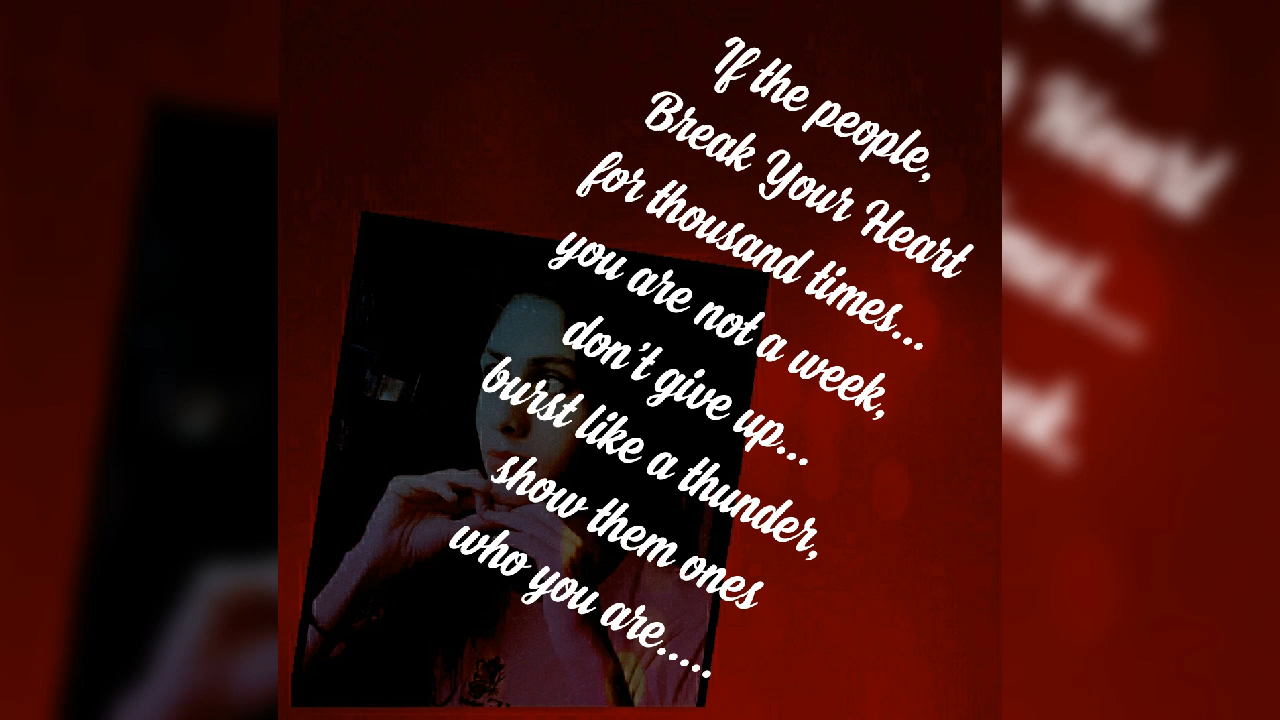 If the people,
Break Your Heart
for thousand times...
you are not a week,
don't give up...
burst like a thunder,
show them ones
who you are.....